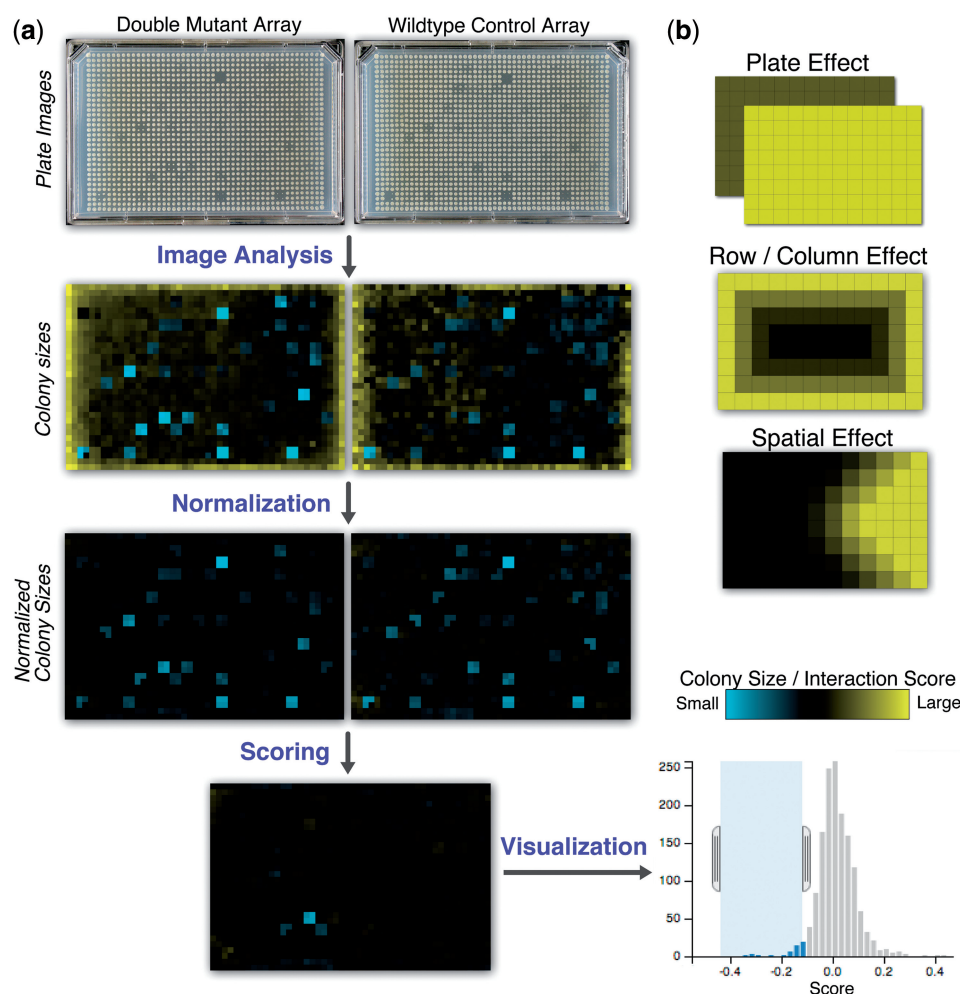 (a)
Double Mutant Array
Wildtype Control Array
Plate Images
Image Analysis
Colony sizes
Normalization
Normalized
Colony Sizes
Scoring
Visualization
(b)
Plate Effect
Row / Column Effect
Spatial Effect
Colony Size / Interaction Score
Small
Large
250
200
150
100
50
0
-0.4
-0.2
0.0
0.2
0.4
Score